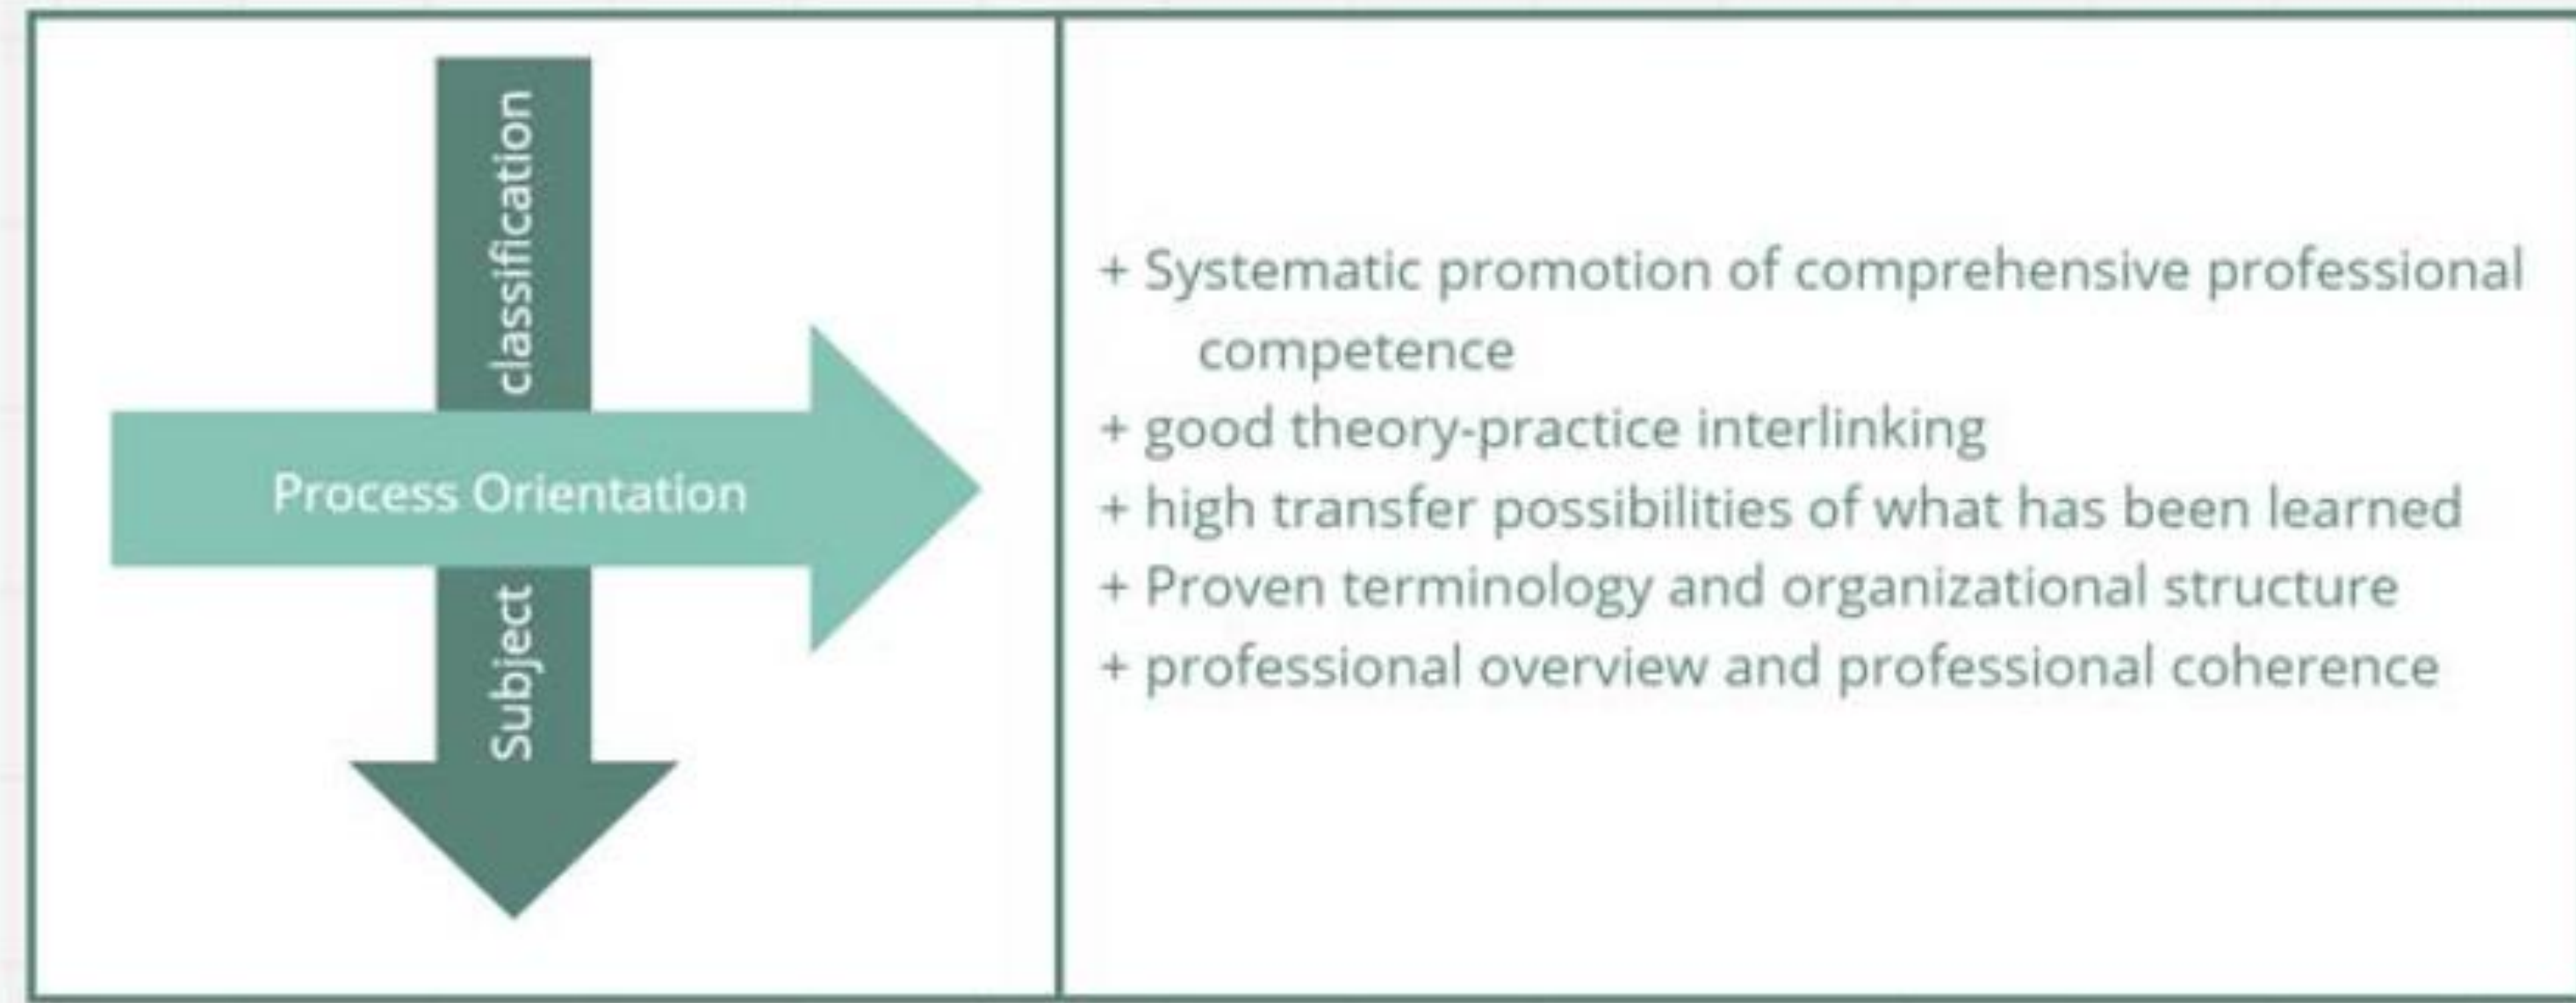 Subject classification
Process Orientation
+ Systematic promotion of comprehensive professional
competence
+ good theory-practice interlinking
+ high transfer possibilities of what has been learned
+ Proven terminology and organizational structure
+ professional overview and professional coherence